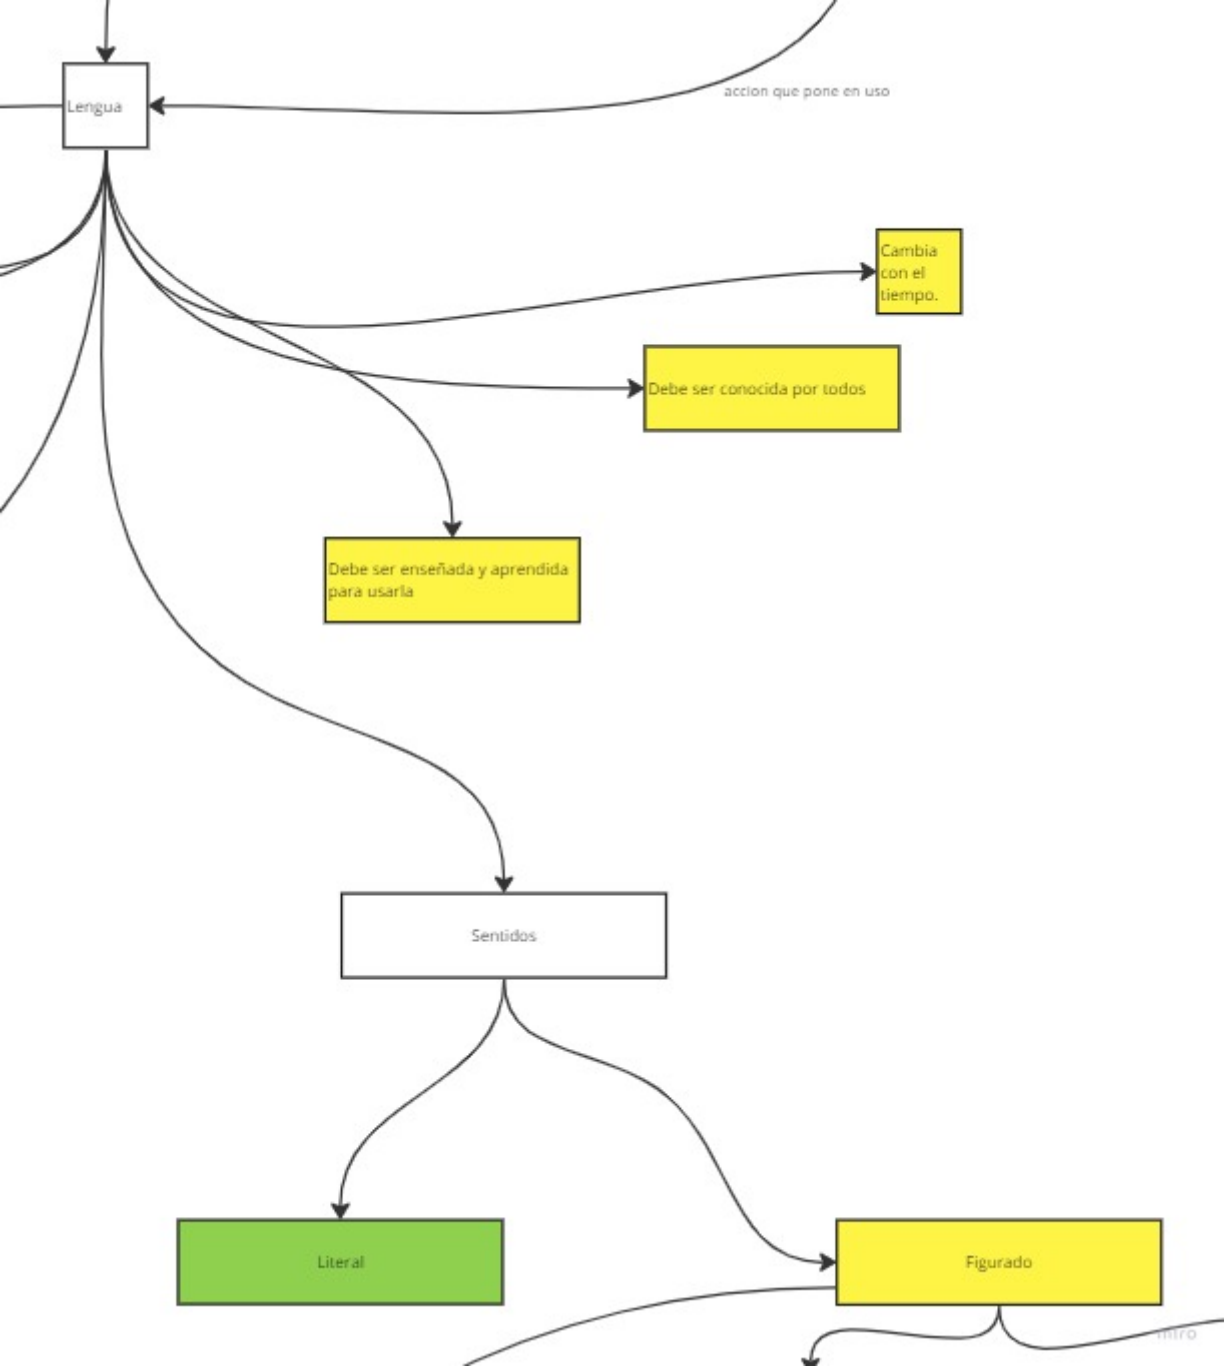 Lengua
accion que pone en uso
Cambia
con el
tiempo.
Debe ser conocida por todos
Debe ser enseñada y aprendida
para usarla
Sentidos
Literal
Figurado
miro